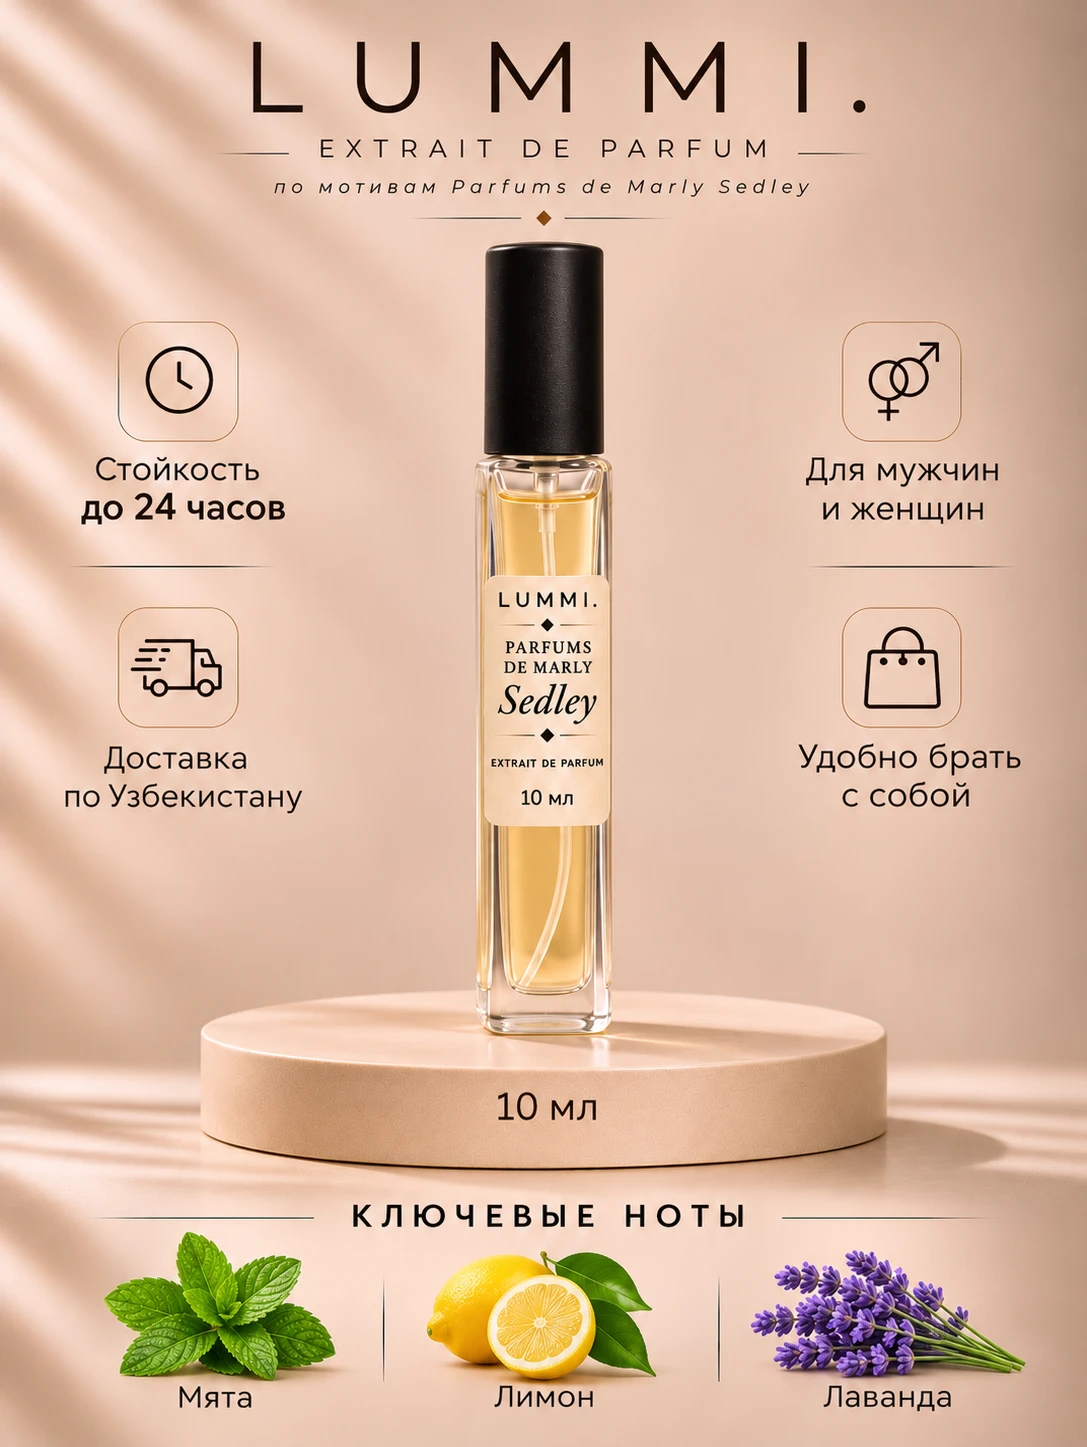 LUMMI.
EXTRAIT DE PARFUM
по мотивам Parfums de Marly Sedley
Стойкость
до 24 часов
Для мужчин
и женщин
Доставка
по Узбекистану
Удобно брать
с собой
LUMMI.
PARFUMS
DE MARLY
Sedley
EXTRAIT DE PARFUM
10 мл
10 мл
КЛЮЧЕВЫЕ НОТЫ
Мята
Лимон
Лаванда